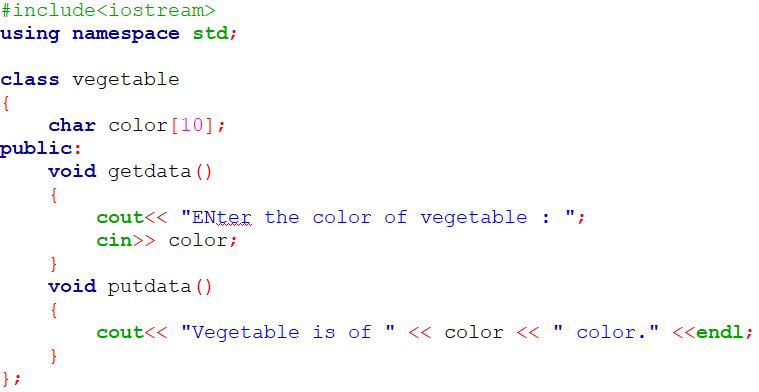 #include<iostream>
using namespace std;

class vegetable
{
    char color[10];
public:
    void getdata()
    {
        cout<< "ENter the color of vegetable : ";
        cin>> color;
    }
    void putdata()
    {
        cout<< "Vegetable is of " << color << " color." <<endl;
    }
};